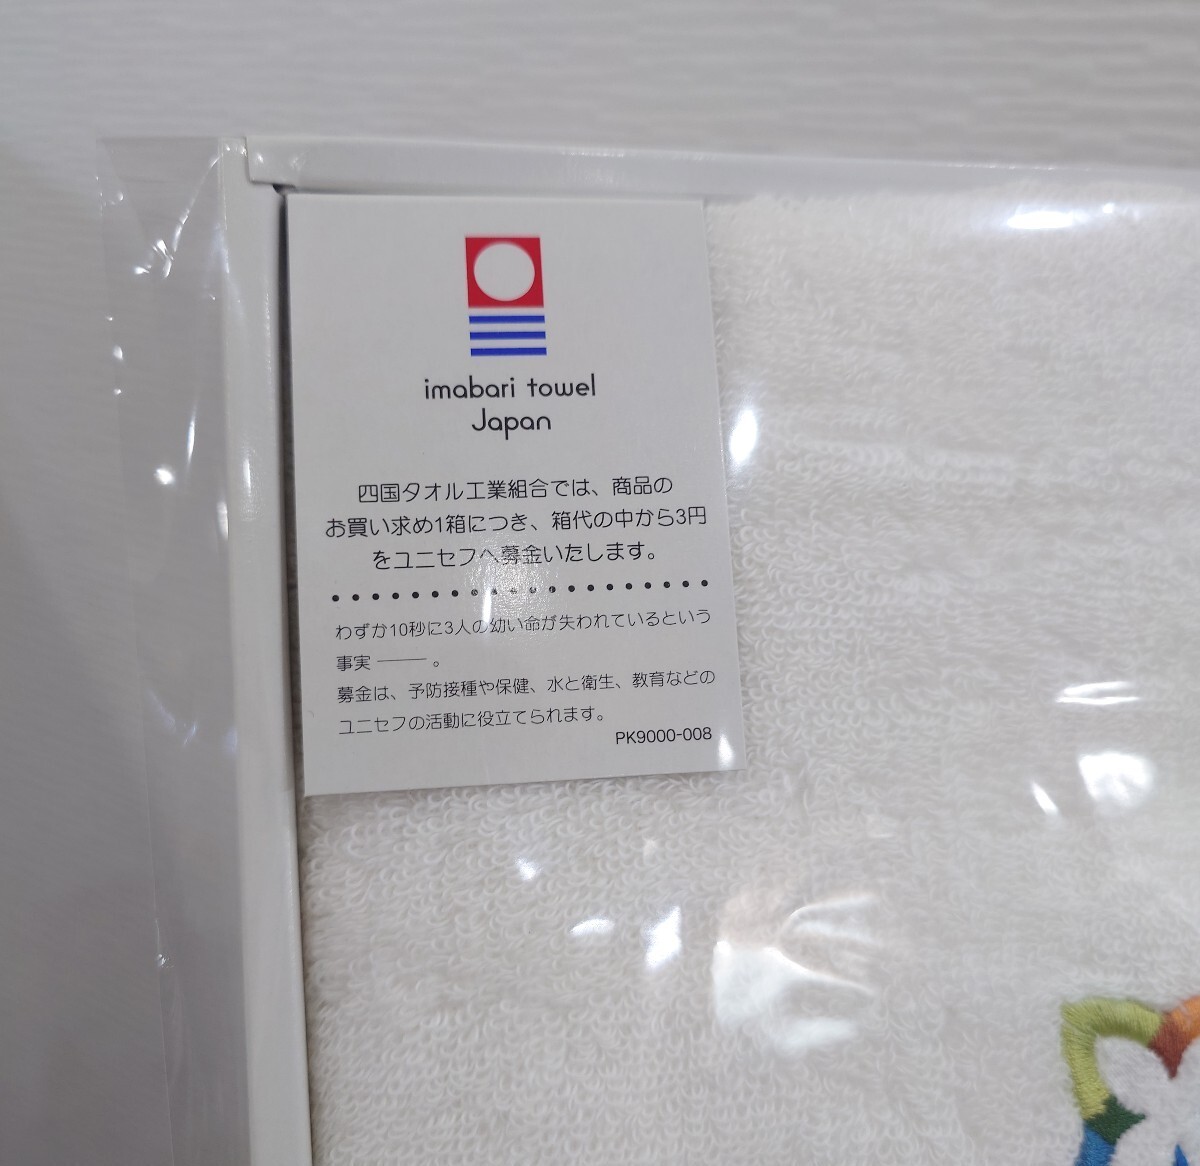 imabari towel
Japan
四国タオル工業組合では、商品の
お買い求め1箱につき、箱代の中から3円
をユニセフへ募金いたします。
わずか10秒に3人の幼い命が失われているという
事実 ――― 。
募金は、予防接種や保健、水と衛生、教育などの
ユニセフの活動に役立てられます。
PK9000-008